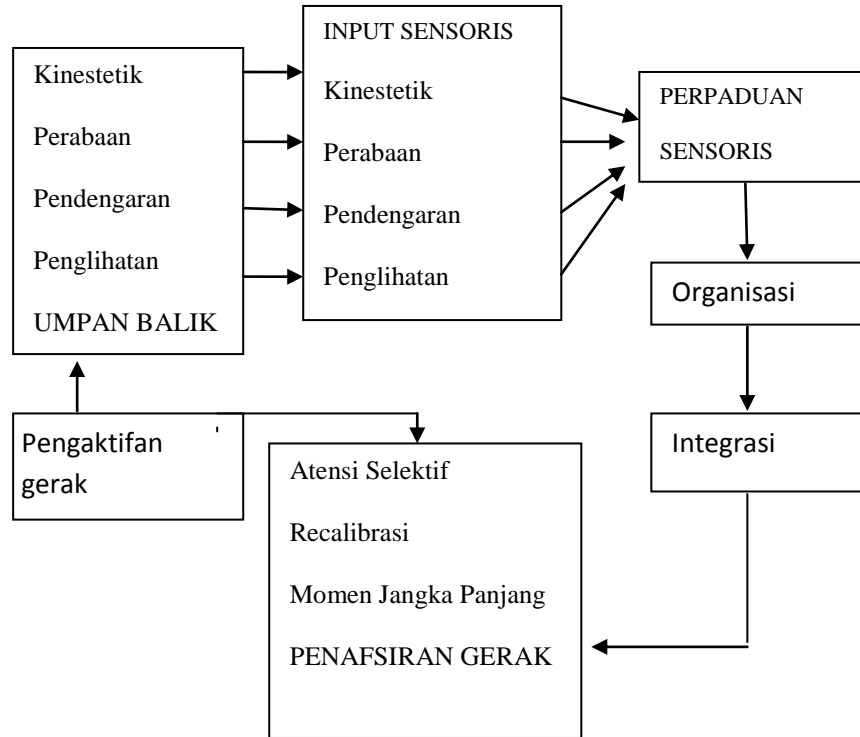 Kinestetik
Perabaan
Pendengaran
Penglihatan
UMPAN BALIK
INPUT SENSORIS
Kinestetik
Perabaan
Pendengaran
Penglihatan
PERPADUAN
SENSORIS
Organisasi
Integrasi
Pengaktifan
gerak
Atensi Selektif
Recalibrasi
Momen Jangka Panjang
PENAFSIRAN GERAK